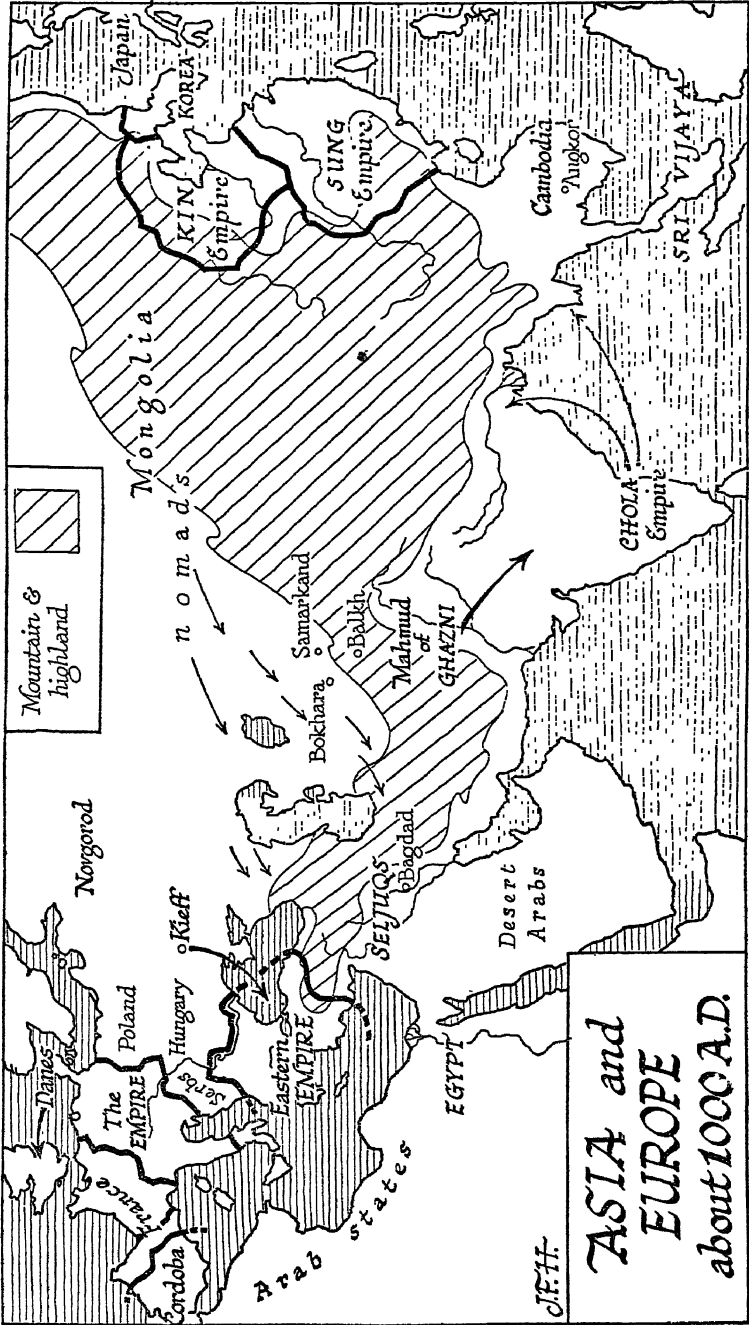 Mountain &
highland
Danes
Novgorod
Poland
The
EMPIRE
France
Hungary
Serbs
Kieff
Cordoba
Eastern
EMPIRE
Arab states
EGYPT
SELJUQS
Bagdad
Desert
Arabs
nomads
Mongolia
Bokhara
Samarkand
Balkh
Mahmud
of
GHAZNI
CHOLA
Empire
KIN
Empire
KOREA
Japan
SUNG
Empire
Cambodia
Angkor
SRI VIJAYA
J.F.H.
ASIA and
EUROPE
about 1000 A.D.